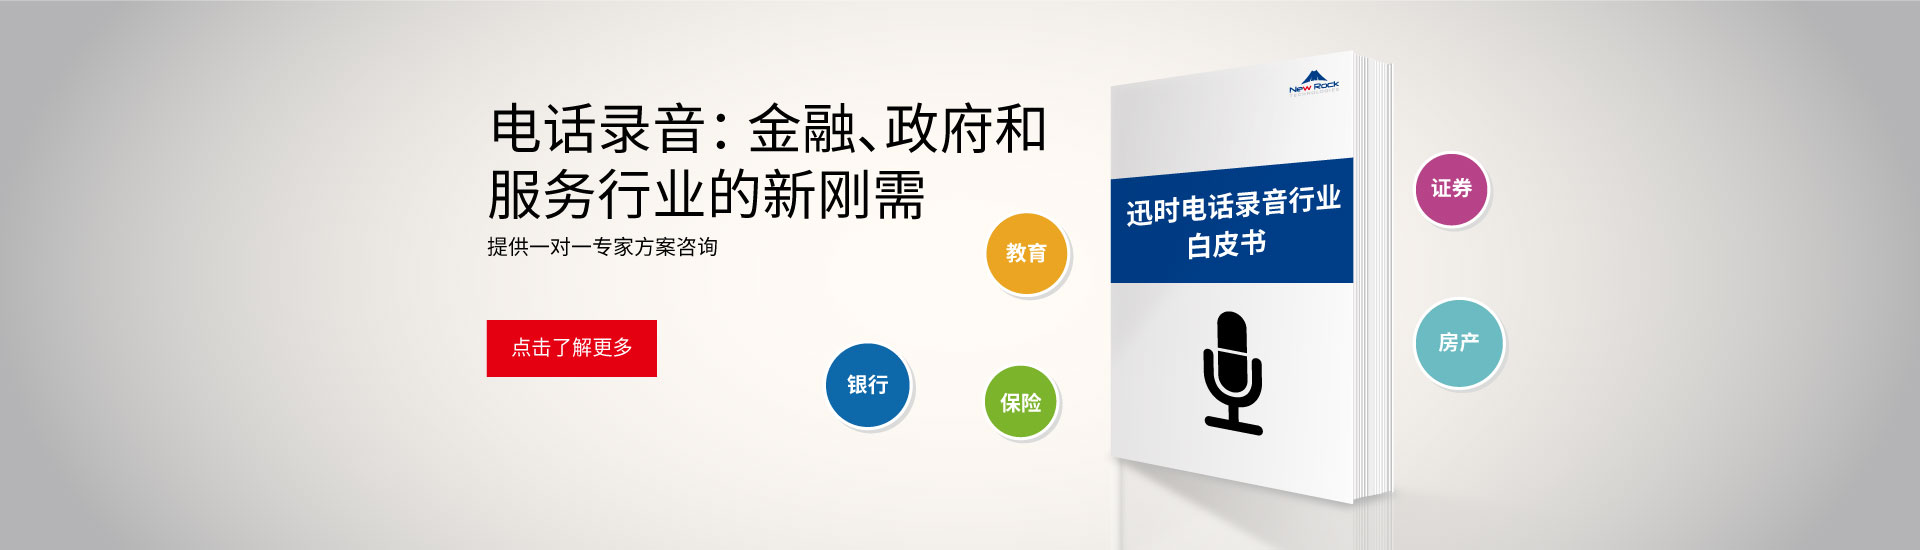 电话录音：金融、政府和
服务行业的新刚需
提供一对一专家方案咨询
点击了解更多
教育
银行
保险
New Rock
TECHNOLOGIES
迅时电话录音行业
白皮书
证券
房产